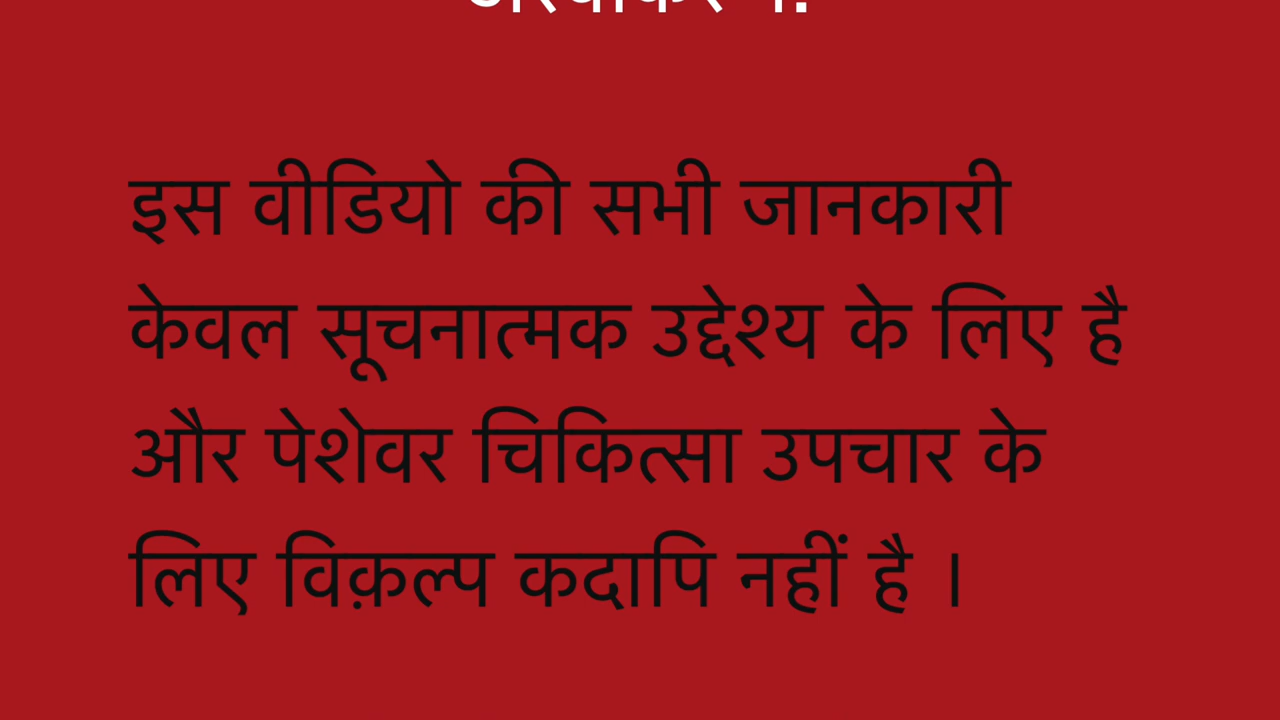 इस वीडियो की सभी जानकारी
केवल सूचनात्मक उद्देश्य के लिए है
और पेशेवर चिकित्सा उपचार के
लिए विक़ल्प कदापि नहीं है ।